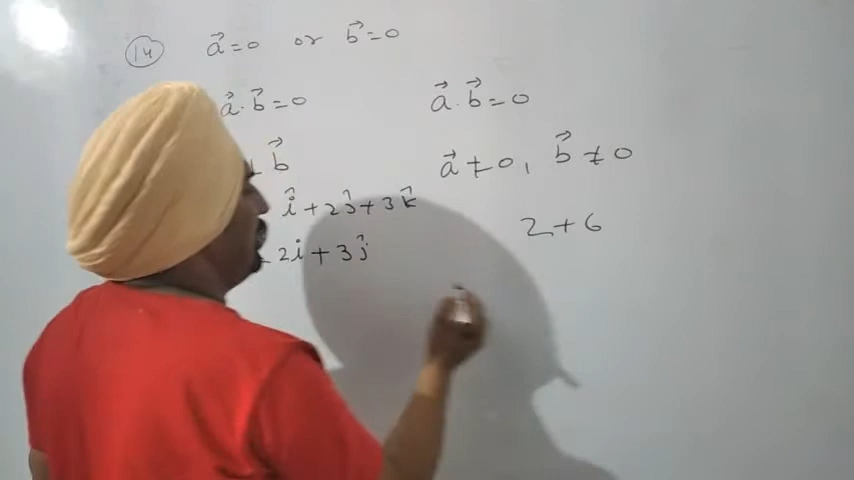 14 a⃗ = 0 or b⃗ = 0
a⃗ . b⃗ = 0 a⃗ . b⃗ = 0
b⃗ a⃗ ≠ 0, b⃗ ≠ 0
î + 2ĵ + 3k̂
2 + 6
2i + 3ĵ